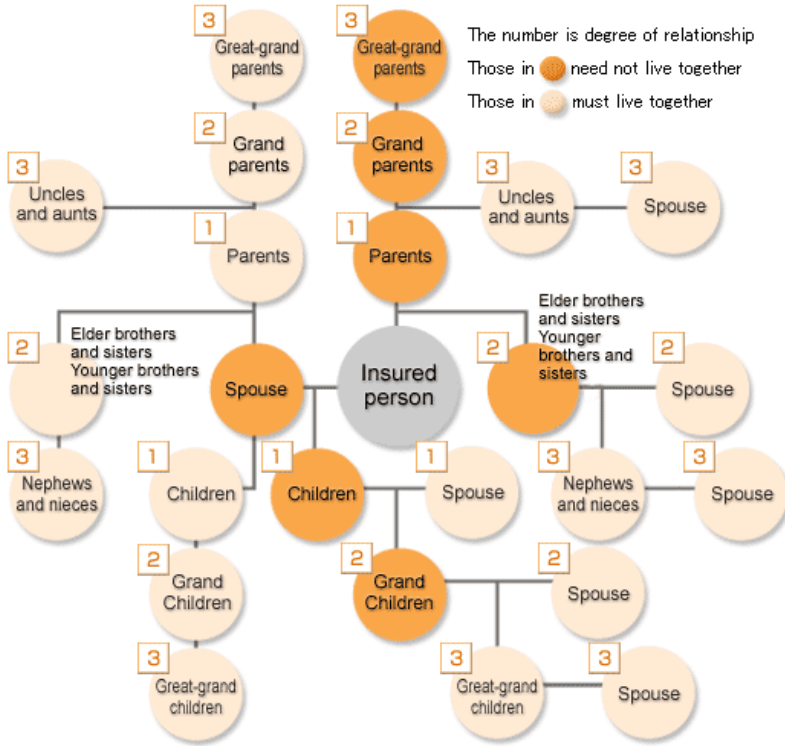 3
Great-grand
parents
3
Great-grand
parents
The number is degree of relationship
Those in need not live together
Those in must live together
2
Grand
parents
2
Grand
parents
3
Uncles
and aunts
3
Uncles
and aunts
3
Spouse
1
Parents
1
Parents
2
Elder brothers
and sisters
Younger brothers
and sisters
Spouse
Insured
person
2
Elder brothers
and sisters
Younger
brothers and
sisters
2
Spouse
3
Nephews
and nieces
1
Children
1
Children
1
Spouse
3
Nephews
and nieces
3
Spouse
2
Grand
Children
2
Grand
Children
2
Spouse
3
Great-grand
children
3
Great-grand
children
3
Spouse